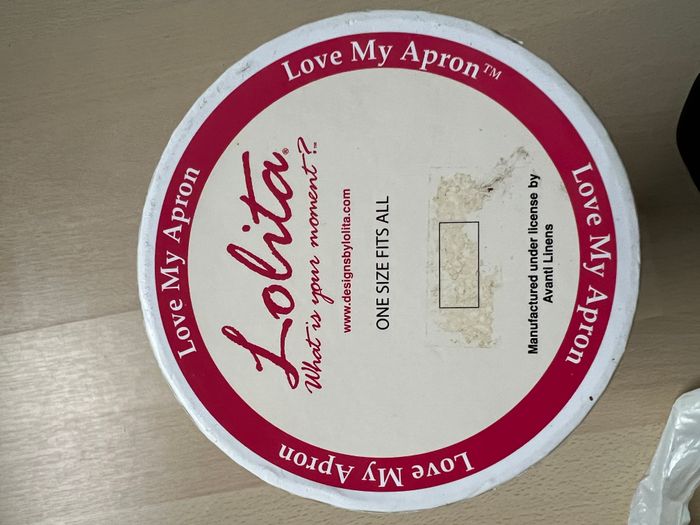 Love My Apron™
Love My Apron
Love My Apron
Love My Apron
Lolita®
What is your moment?™
www.designsbylolita.com
ONE SIZE FITS ALL
Manufactured under license by
Avanti Linens